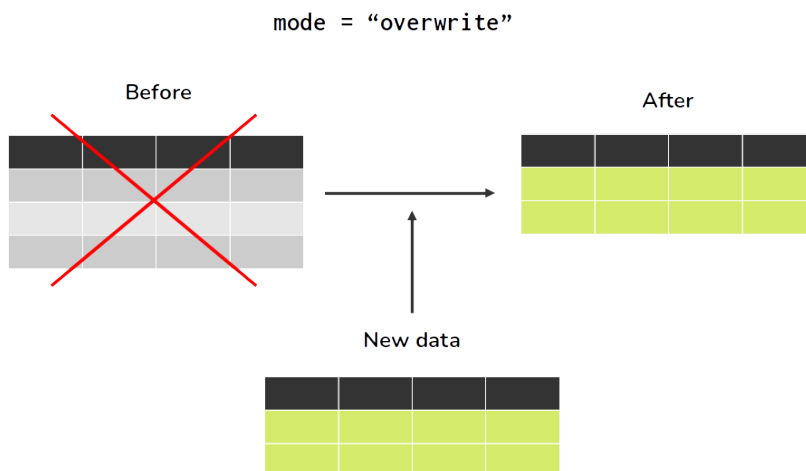 mode = “overwrite”
Before
After
New data